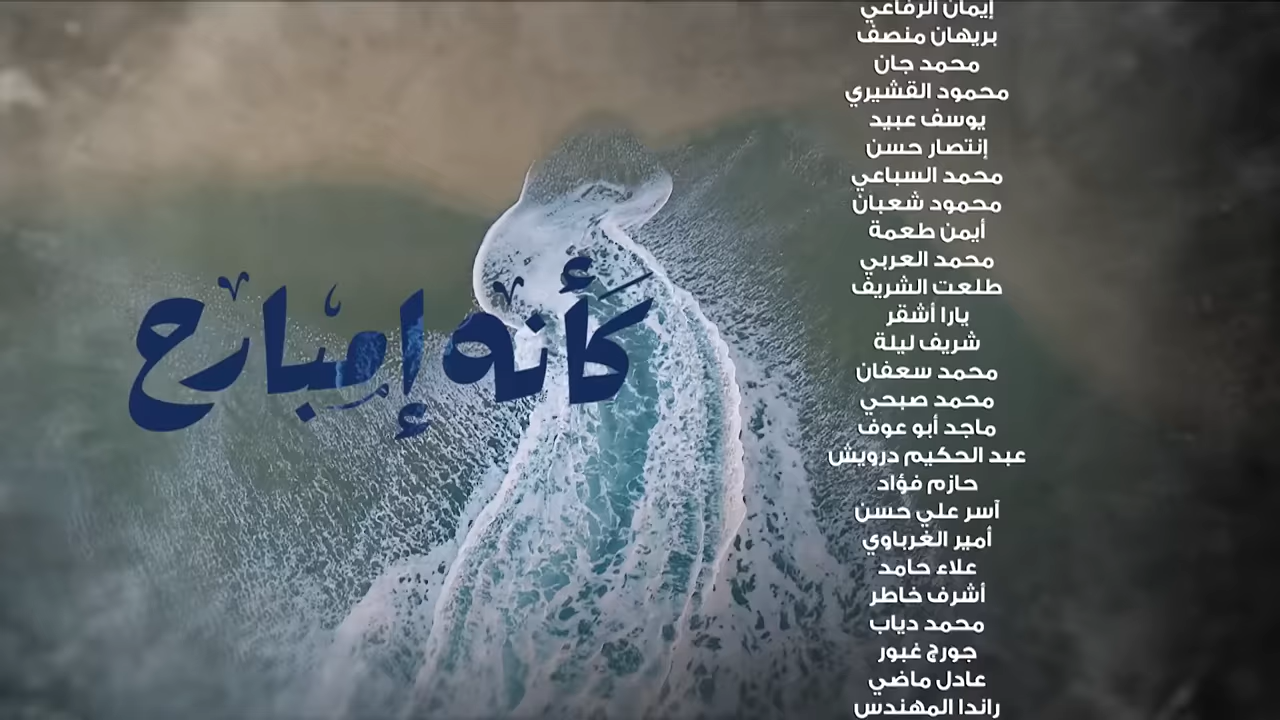 كأنه إمبارح
إيمان الرفاعي
بريهان منصف
محمد جان
محمود القشيري
يوسف عبيد
إنتصار حسن
محمد السباعي
محمود شعبان
أيمن طعمة
محمد العربي
طلعت الشريف
يارا أشقر
شريف ليلة
محمد سعفان
محمد صبحي
ماجد أبو عوف
عبد الحكيم درويش
حازم فؤاد
آسر علي حسن
أمير الغرباوي
علاء حامد
أشرف خاطر
محمد دياب
جورج غبور
عادل ماضي
راندا المهندس